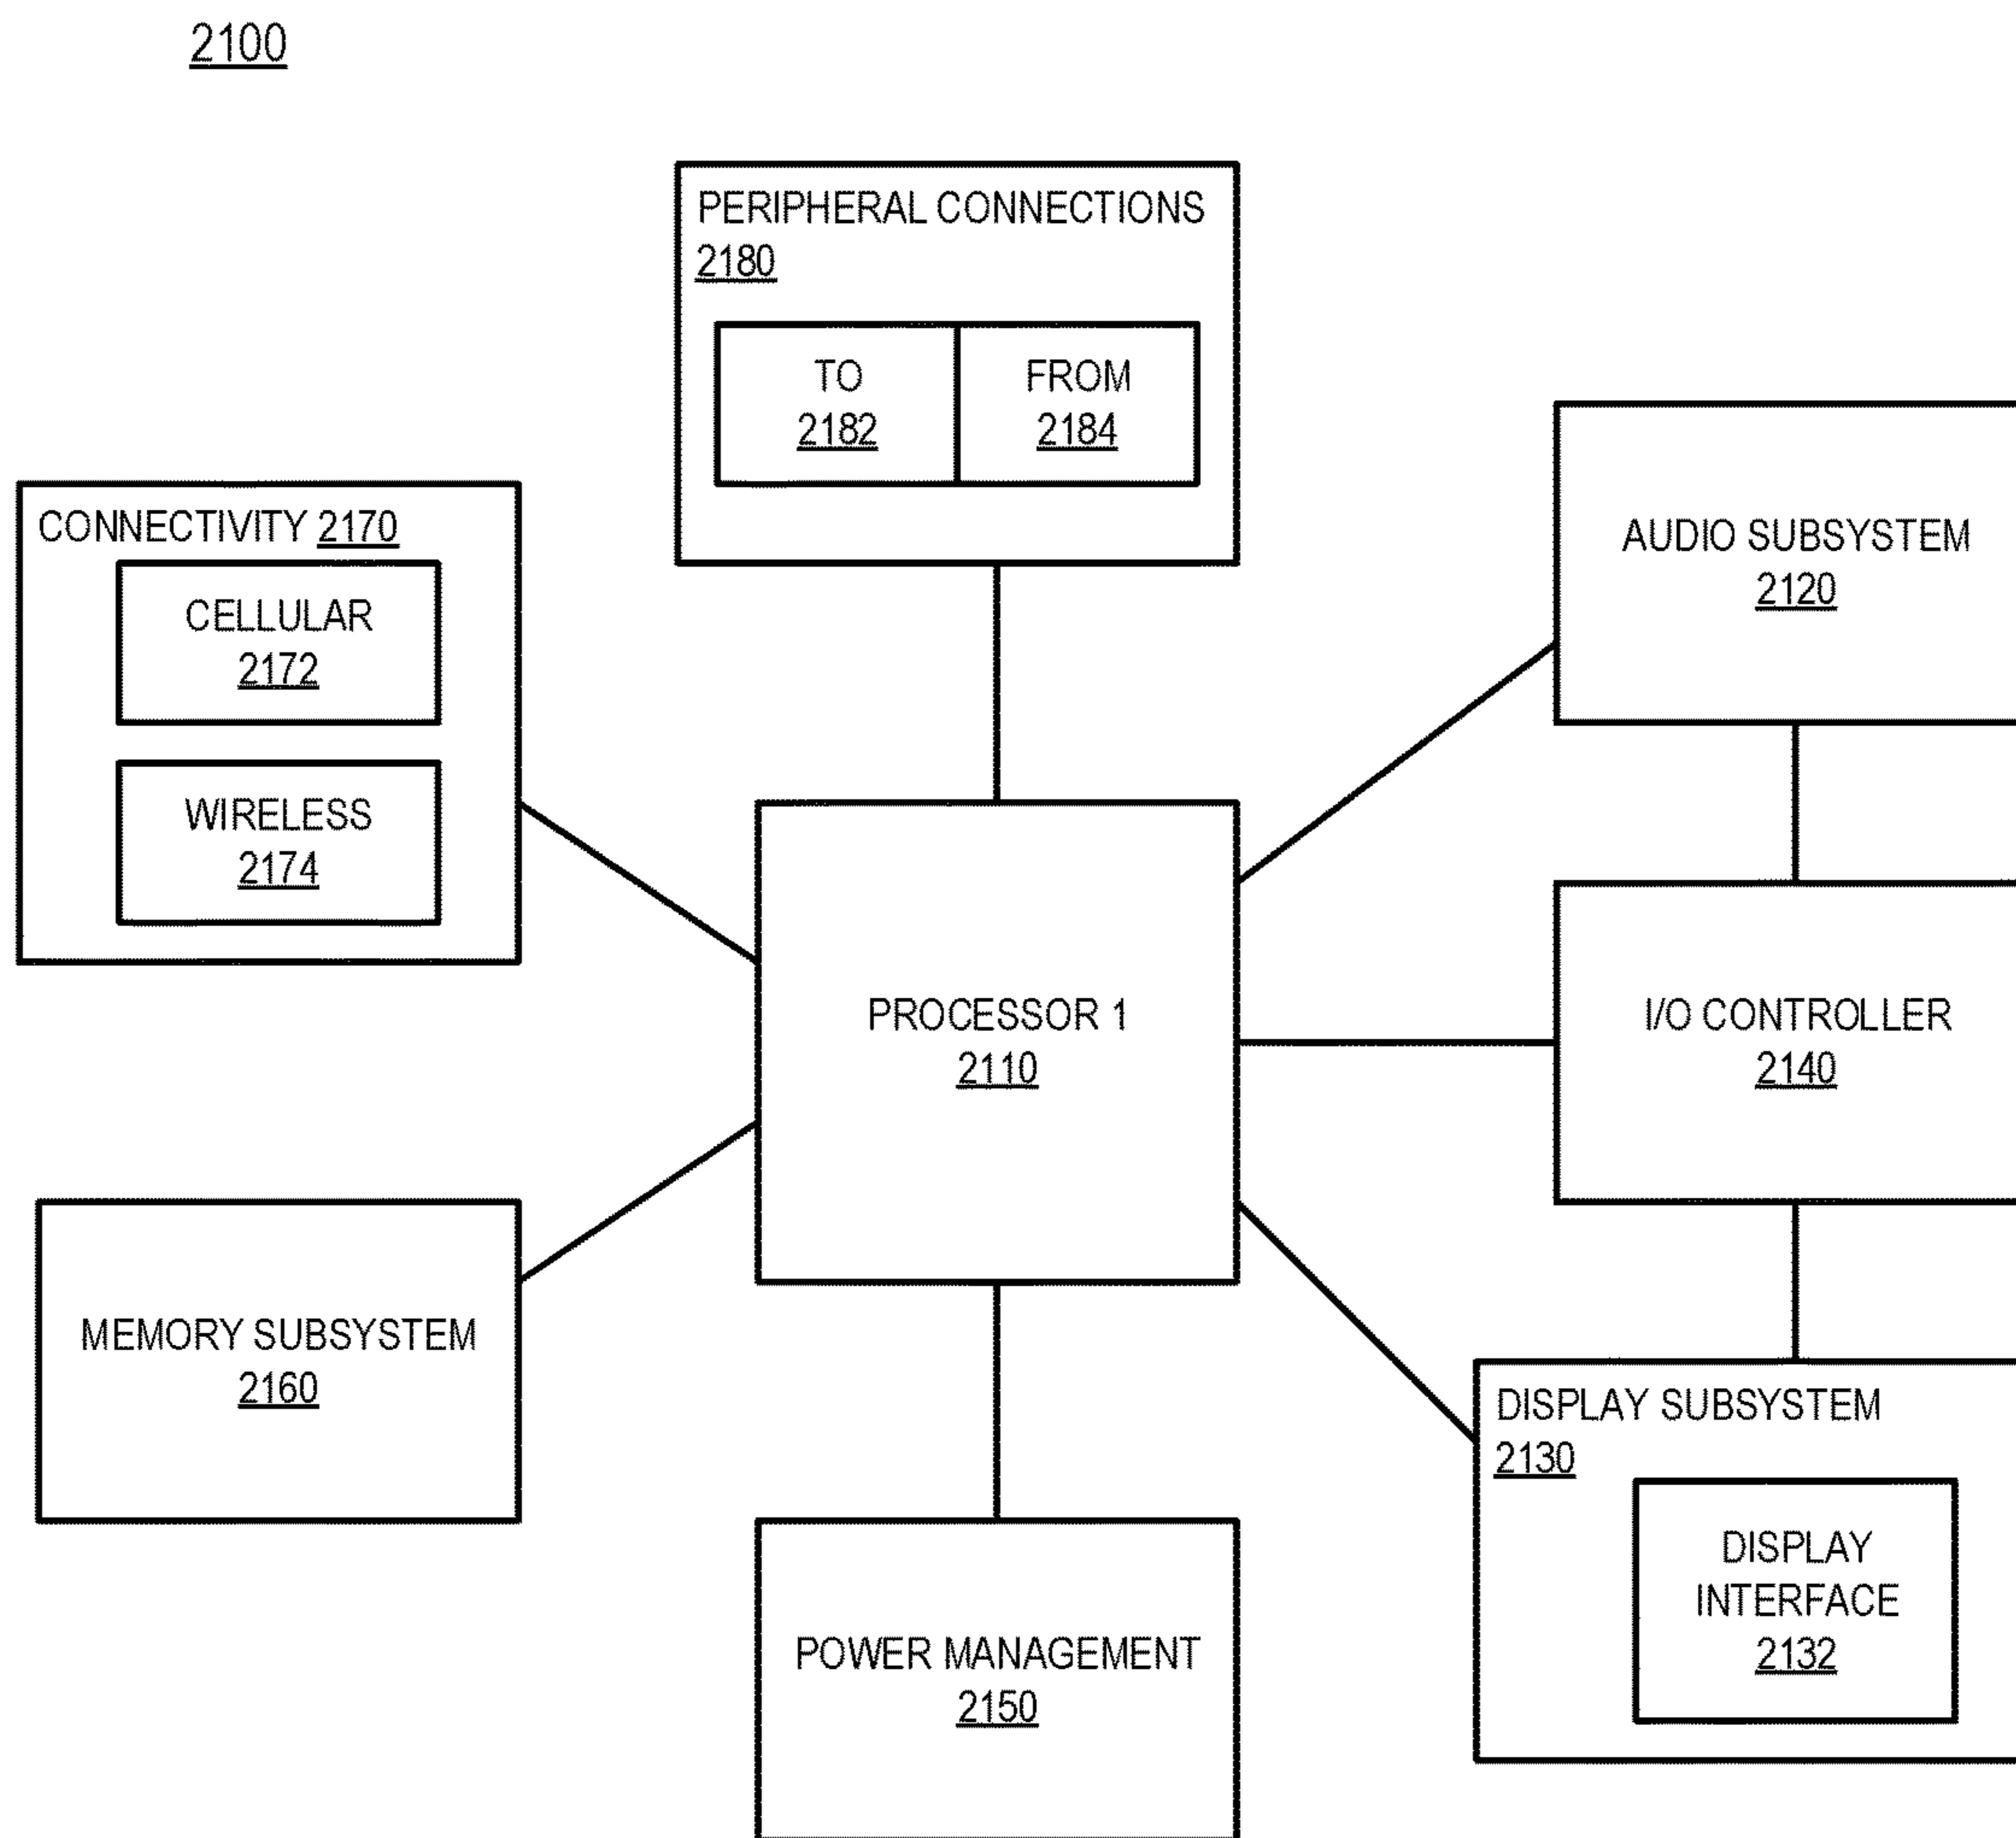 2100
PERIPHERAL CONNECTIONS
2180
TO
2182
FROM
2184
AUDIO SUBSYSTEM
2120
CONNECTIVITY 2170
CELLULAR
2172
WIRELESS
2174
PROCESSOR 1
2110
I/O CONTROLLER
2140
MEMORY SUBSYSTEM
2160
DISPLAY SUBSYSTEM
2130
DISPLAY
INTERFACE
2132
POWER MANAGEMENT
2150